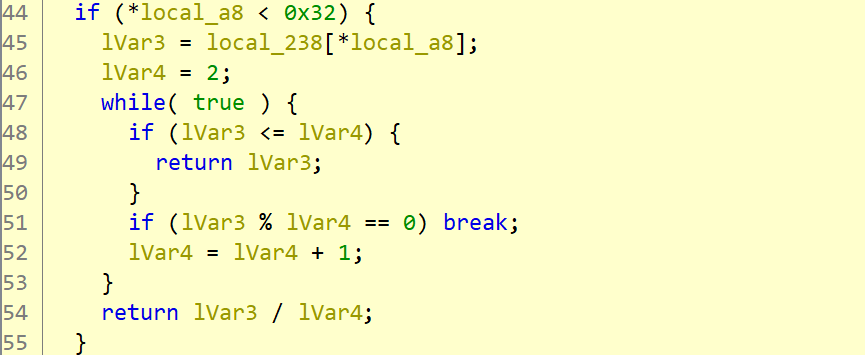 44 if (*local_a8 < 0x32) {
45 lVar3 = local_238[*local_a8];
46 lVar4 = 2;
47 while( true ) {
48 if (lVar3 <= lVar4) {
49 return lVar3;
50 }
51 if (lVar3 % lVar4 == 0) break;
52 lVar4 = lVar4 + 1;
53 }
54 return lVar3 / lVar4;
55 }